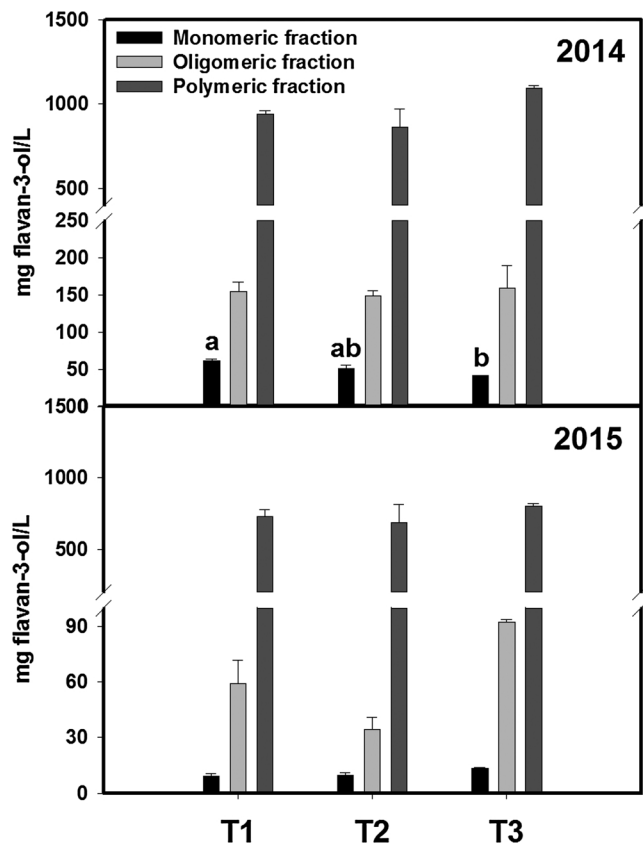 1500
Monomeric fraction
2014
Oligomeric fraction
Polymeric fraction
1000
500
250
200
150
100
50
mg flavan-3-ol/L
a
ab
b
1500
0
2015
1000
500
90
60
30
0
mg flavan-3-ol/L
T1
T2
T3